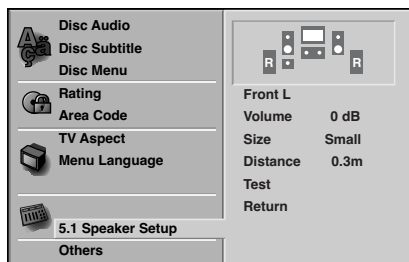 Disc Audio
Disc Subtitle
Disc Menu
Rating
Area Code
TV Aspect
Menu Language
5.1 Speaker Setup
Others
R R
Front L
Volume 0 dB
Size Small
Distance 0.3m
Test
Return